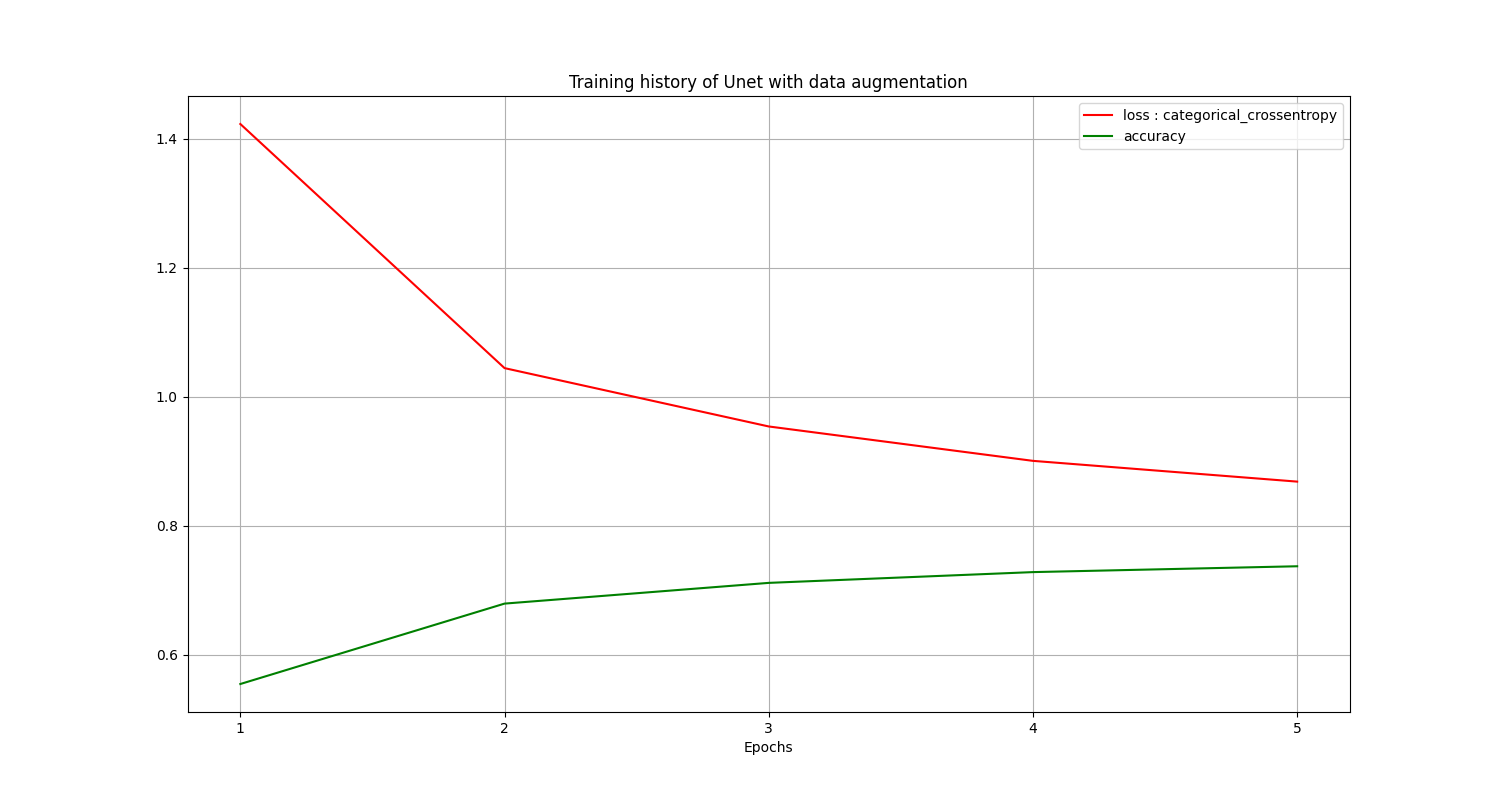 Training history of Unet with data augmentation
loss : categorical_crossentropy
accuracy
1.4
1.2
1.0
0.8
0.6
1 2 3 4 5
Epochs